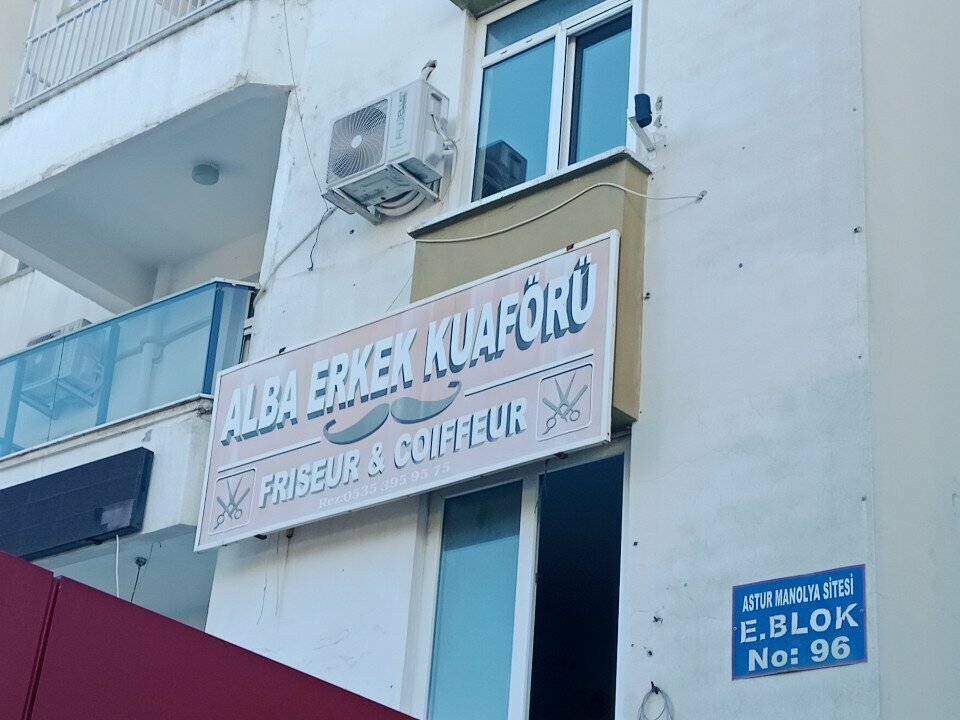 ALBA ERKEK KUAFÖRÜ
FRISEUR & COIFFEUR
Rez:0535 395 95 75
ASTUR MANOLYA SİTESİ
E.BLOK
No: 96